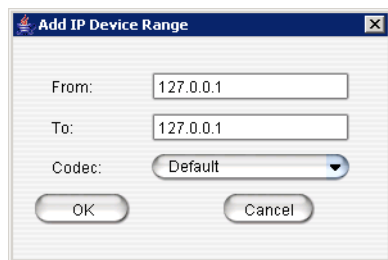 Add IP Device Range
From: 127.0.0.1
To: 127.0.0.1
Codec: Default
OK Cancel